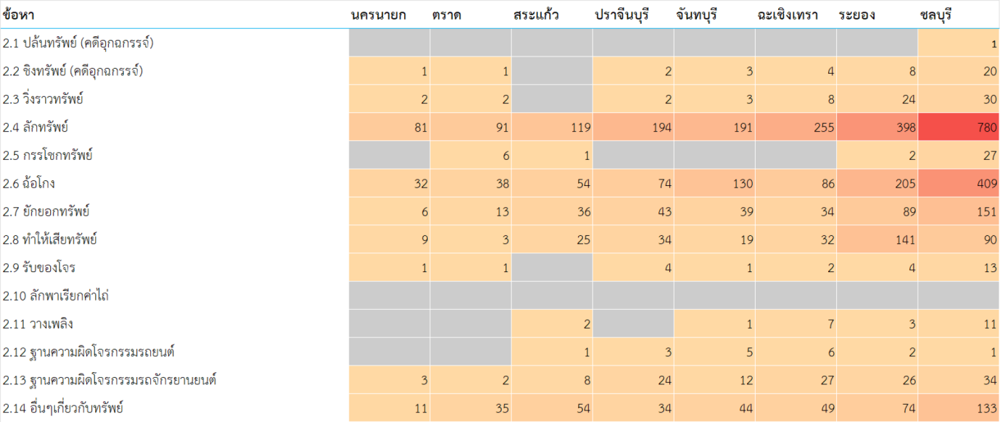 ข้อหา นครนายก ตราด สระแก้ว ปราจีนบุรี จันทบุรี ฉะเชิงเทรา ระยอง ชลบุรี
2.1 ปล้นทรัพย์ (คดีอุกฉกรรจ์) 1
2.2 ชิงทรัพย์ (คดีอุกฉกรรจ์) 1 1 2 3 4 8 20
2.3 วิ่งราวทรัพย์ 2 2 2 3 8 24 30
2.4 ลักทรัพย์ 81 91 119 194 191 255 398 780
2.5 กรรโชกทรัพย์ 6 1 2 27
2.6 ฉ้อโกง 32 38 54 74 130 86 205 409
2.7 ยักยอกทรัพย์ 6 13 36 43 39 34 89 151
2.8 ทำให้เสียทรัพย์ 9 3 25 34 19 32 141 90
2.9 รับของโจร 1 1 4 1 2 4 13
2.10 ลักพาเรียกค่าไถ่
2.11 วางเพลิง 2 1 7 3 11
2.12 ฐานความผิดโจรกรรมรถยนต์ 1 3 5 6 2 1
2.13 ฐานความผิดโจรกรรมรถจักรยานยนต์ 3 2 8 24 12 27 26 34
2.14 อื่นๆเกี่ยวกับทรัพย์ 11 35 54 34 44 49 74 133